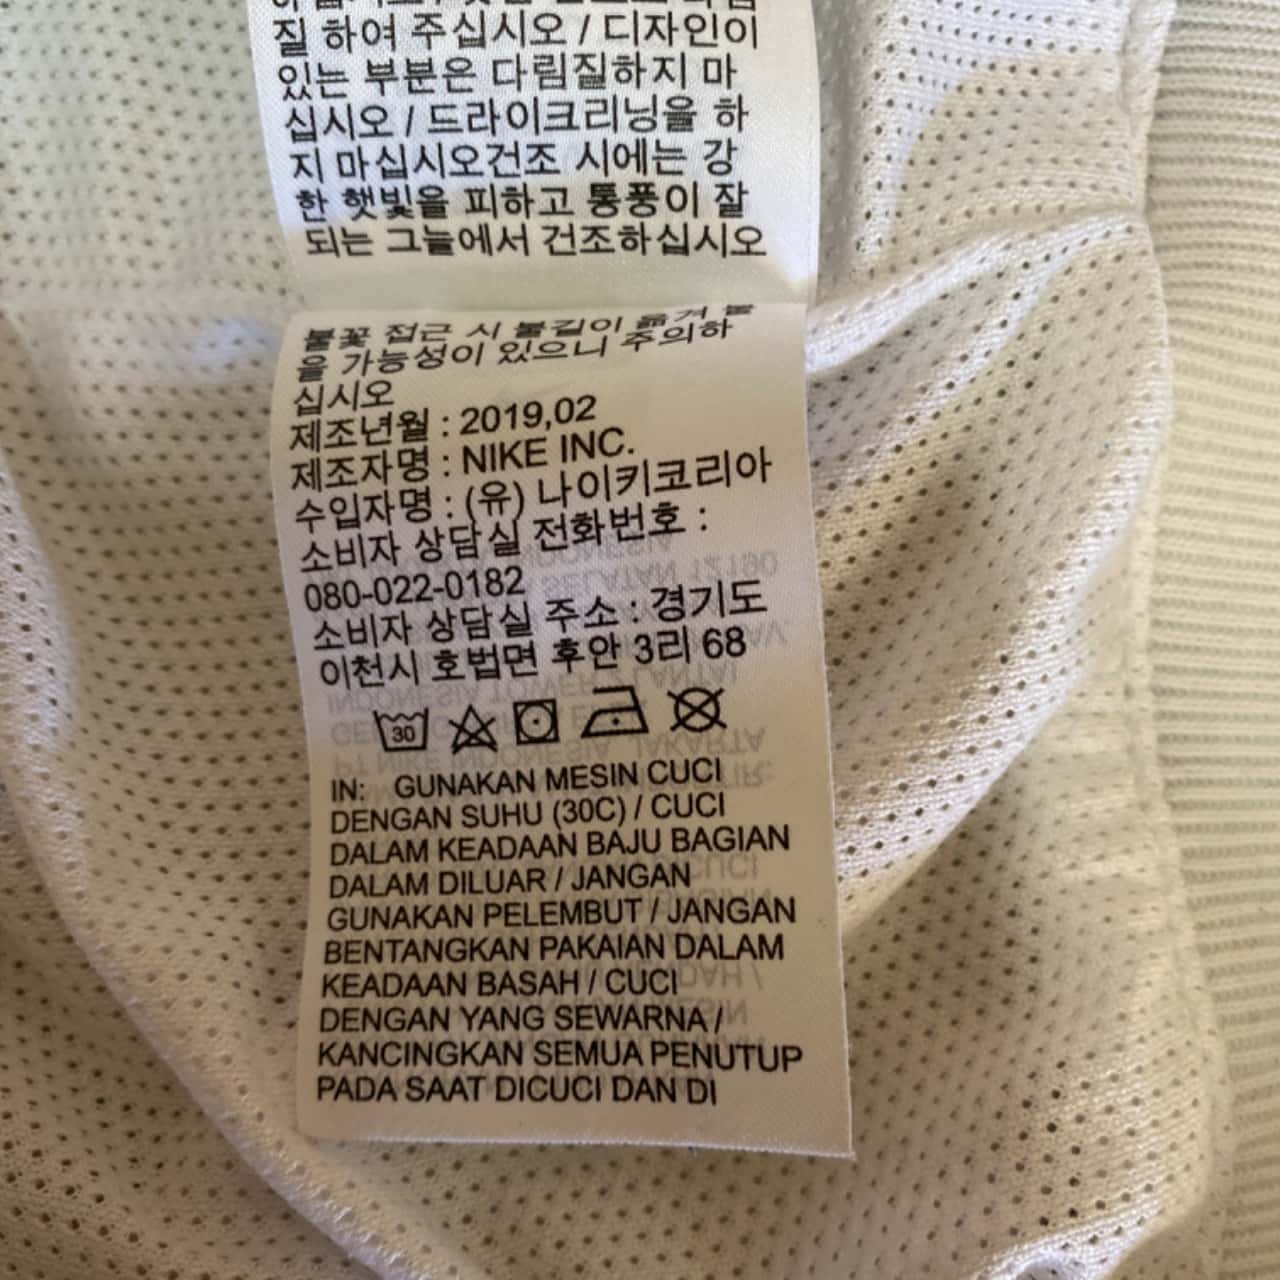 질 하여 주십시오 / 디자인이
있는 부분은 다림질하지 마
십시오 / 드라이크리닝을 하
지 마십시오건조 시에는 강
한 햇빛을 피하고 통풍이 잘
되는 그늘에서 건조하십시오
불꽃 접근 시 불길이 옮겨 붙
을 가능성이 있으니 주의하
십시오
제조년월 : 2019,02
제조자명 : NIKE INC.
수입자명 : (유) 나이키코리아
소비자 상담실 전화번호 :
080-022-0182
소비자 상담실 주소 : 경기도
이천시 호법면 후안 3리 68
30
IN: GUNAKAN MESIN CUCI
DENGAN SUHU (30C) / CUCI
DALAM KEADAAN BAJU BAGIAN
DALAM DILUAR / JANGAN
GUNAKAN PELEMBUT / JANGAN
BENTANGKAN PAKAIAN DALAM
KEADAAN BASAH / CUCI
DENGAN YANG SEWARNA /
KANCINGKAN SEMUA PENUTUP
PADA SAAT DICUCI DAN DI